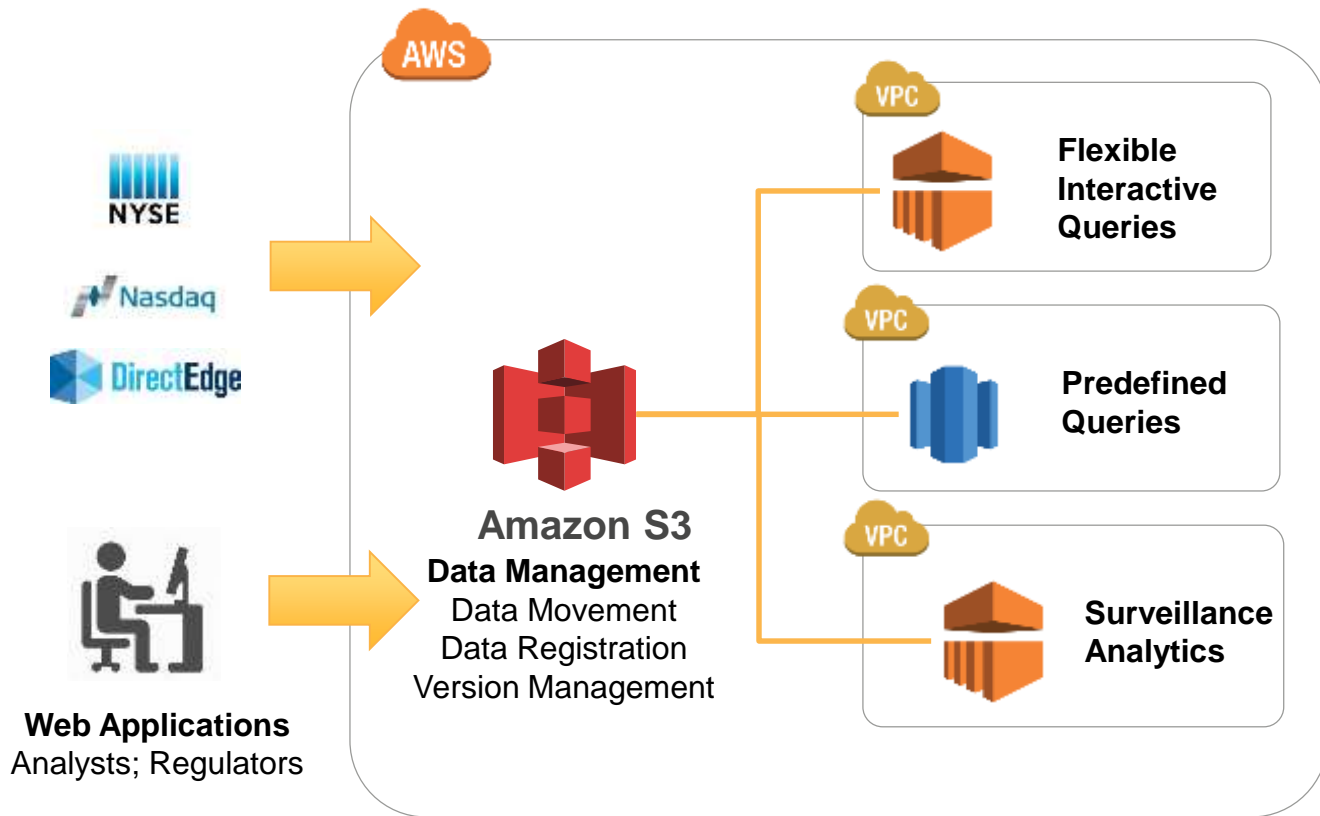 AWS
NYSE
Nasdaq
DirectEdge
Web Applications
Analysts; Regulators
Amazon S3
Data Management
Data Movement
Data Registration
Version Management
VPC
Flexible
Interactive
Queries
VPC
Predefined
Queries
VPC
Surveillance
Analytics